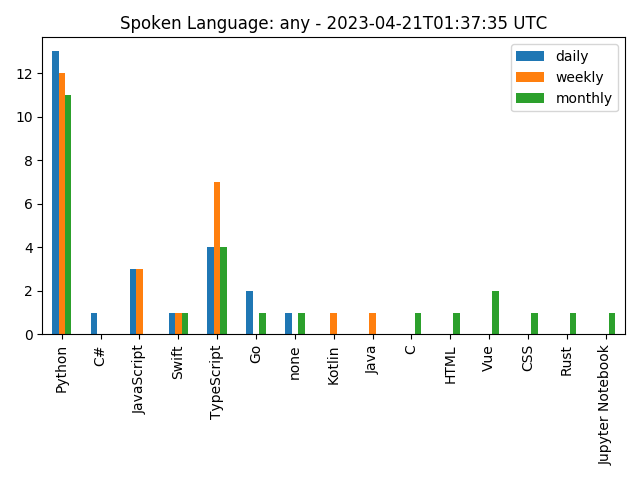 Spoken Language: any - 2023-04-21T01:37:35 UTC
daily
weekly
monthly
12
10
8
6
4
2
0
Python
C#
JavaScript
Swift
TypeScript
Go
none
Kotlin
Java
C
HTML
Vue
CSS
Rust
Jupyter Notebook